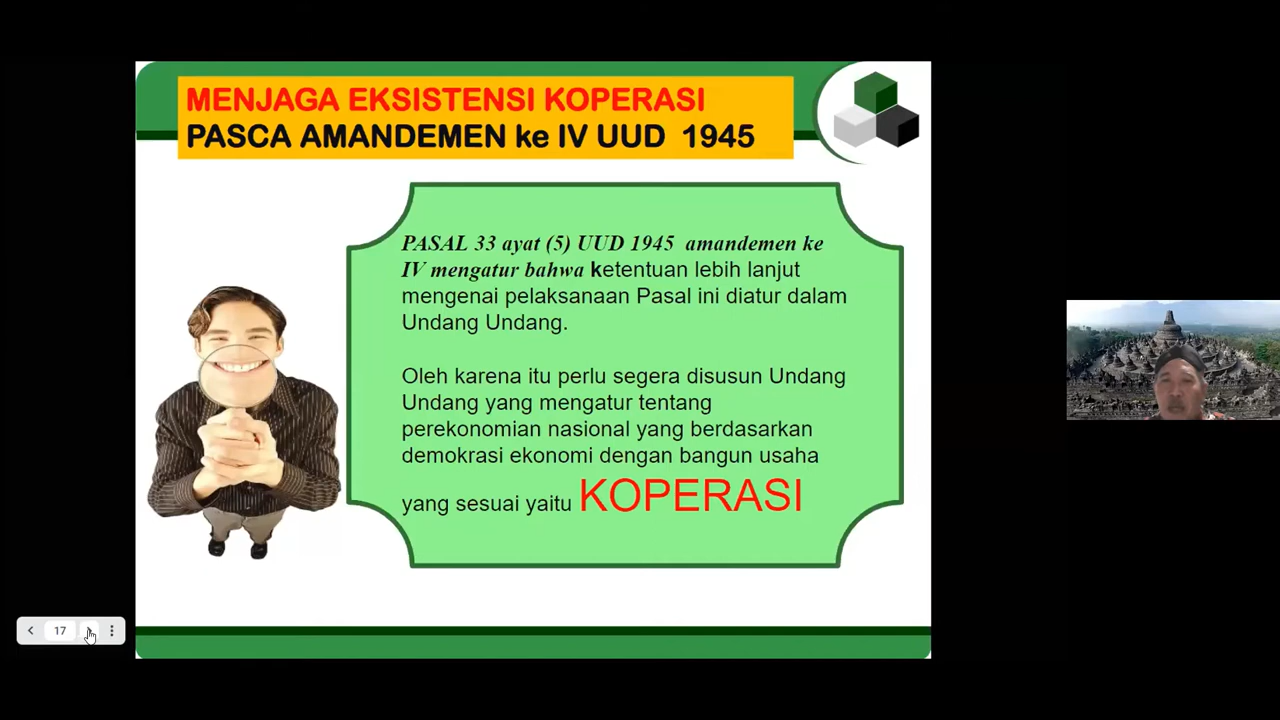 MENJAGA EKSISTENSI KOPERASI
PASCA AMANDEMEN ke IV UUD 1945
PASAL 33 ayat (5) UUD 1945 amandemen ke
IV mengatur bahwa ketentuan lebih lanjut
mengenai pelaksanaan Pasal ini diatur dalam
Undang Undang.
Oleh karena itu perlu segera disusun Undang
Undang yang mengatur tentang
perekonomian nasional yang berdasarkan
demokrasi ekonomi dengan bangun usaha
yang sesuai yaitu KOPERASI
17